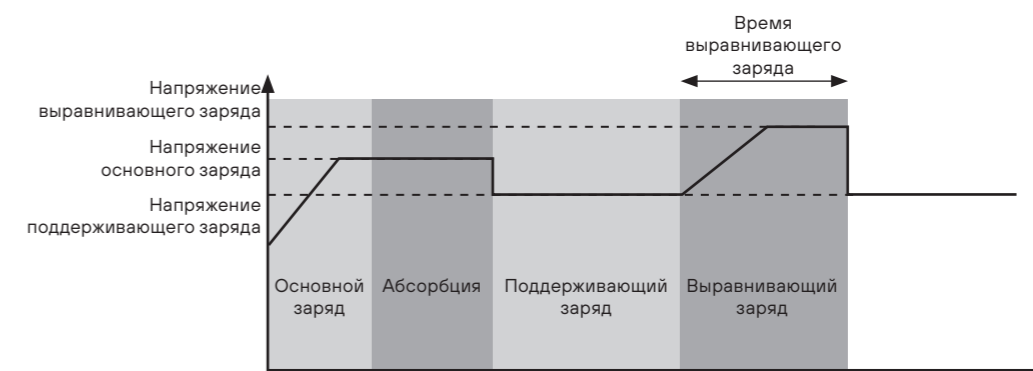 Время
выравнивающего
заряда
Напряжение
выравнивающего заряда
Напряжение
основного заряда
Напряжение
поддерживающего заряда
Основной
заряд
Абсорбция
Поддерживающий
заряд
Выравнивающий
заряд